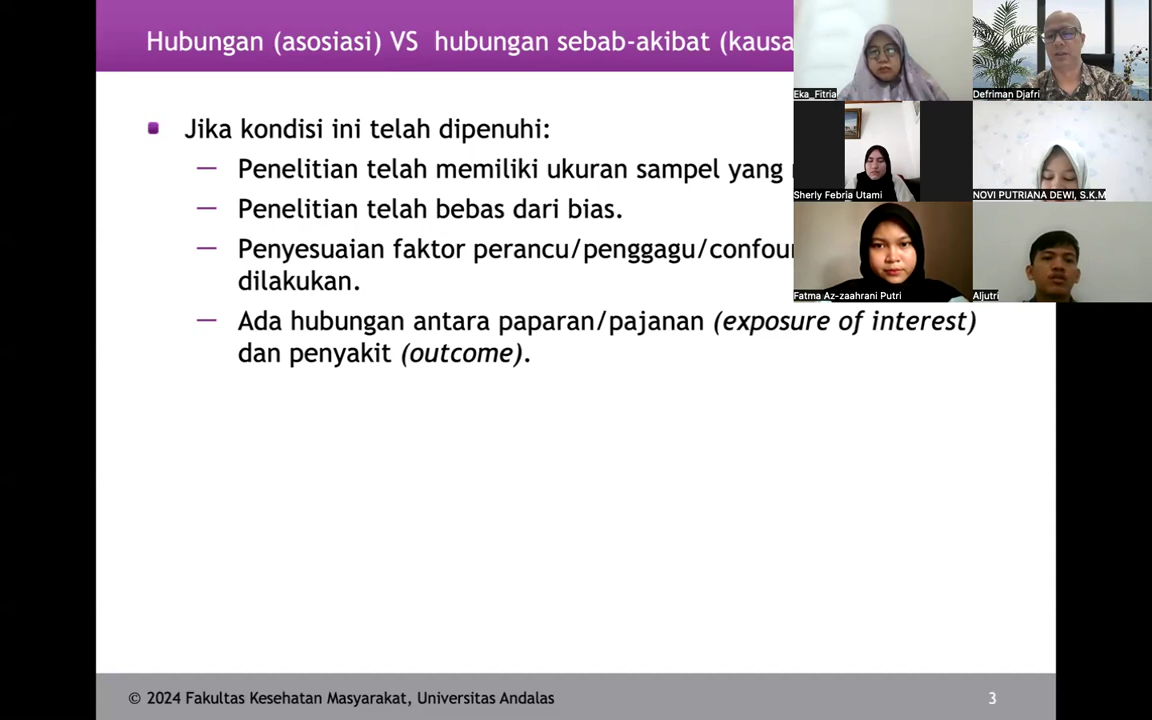 Hubungan (asosiasi) VS hubungan sebab-akibat
Jika kondisi ini telah dipenuhi:
— Penelitian telah memiliki ukuran sampel yang
— Penelitian telah bebas dari bias.
— Penyesuaian faktor perancu/penggagu/
dilakukan.
— Ada hubungan antara paparan/pajanan (exposure of interest)
dan penyakit (outcome).
© 2024 Fakultas Kesehatan Masyarakat, Universitas Andalas
3
Eka_Fitria
Defriman Djafri
Sherly Febria Utami
NOVI PUTRIANA DEWI, S.K.M
Fatma Az-zaahrani Putri
Aljutri